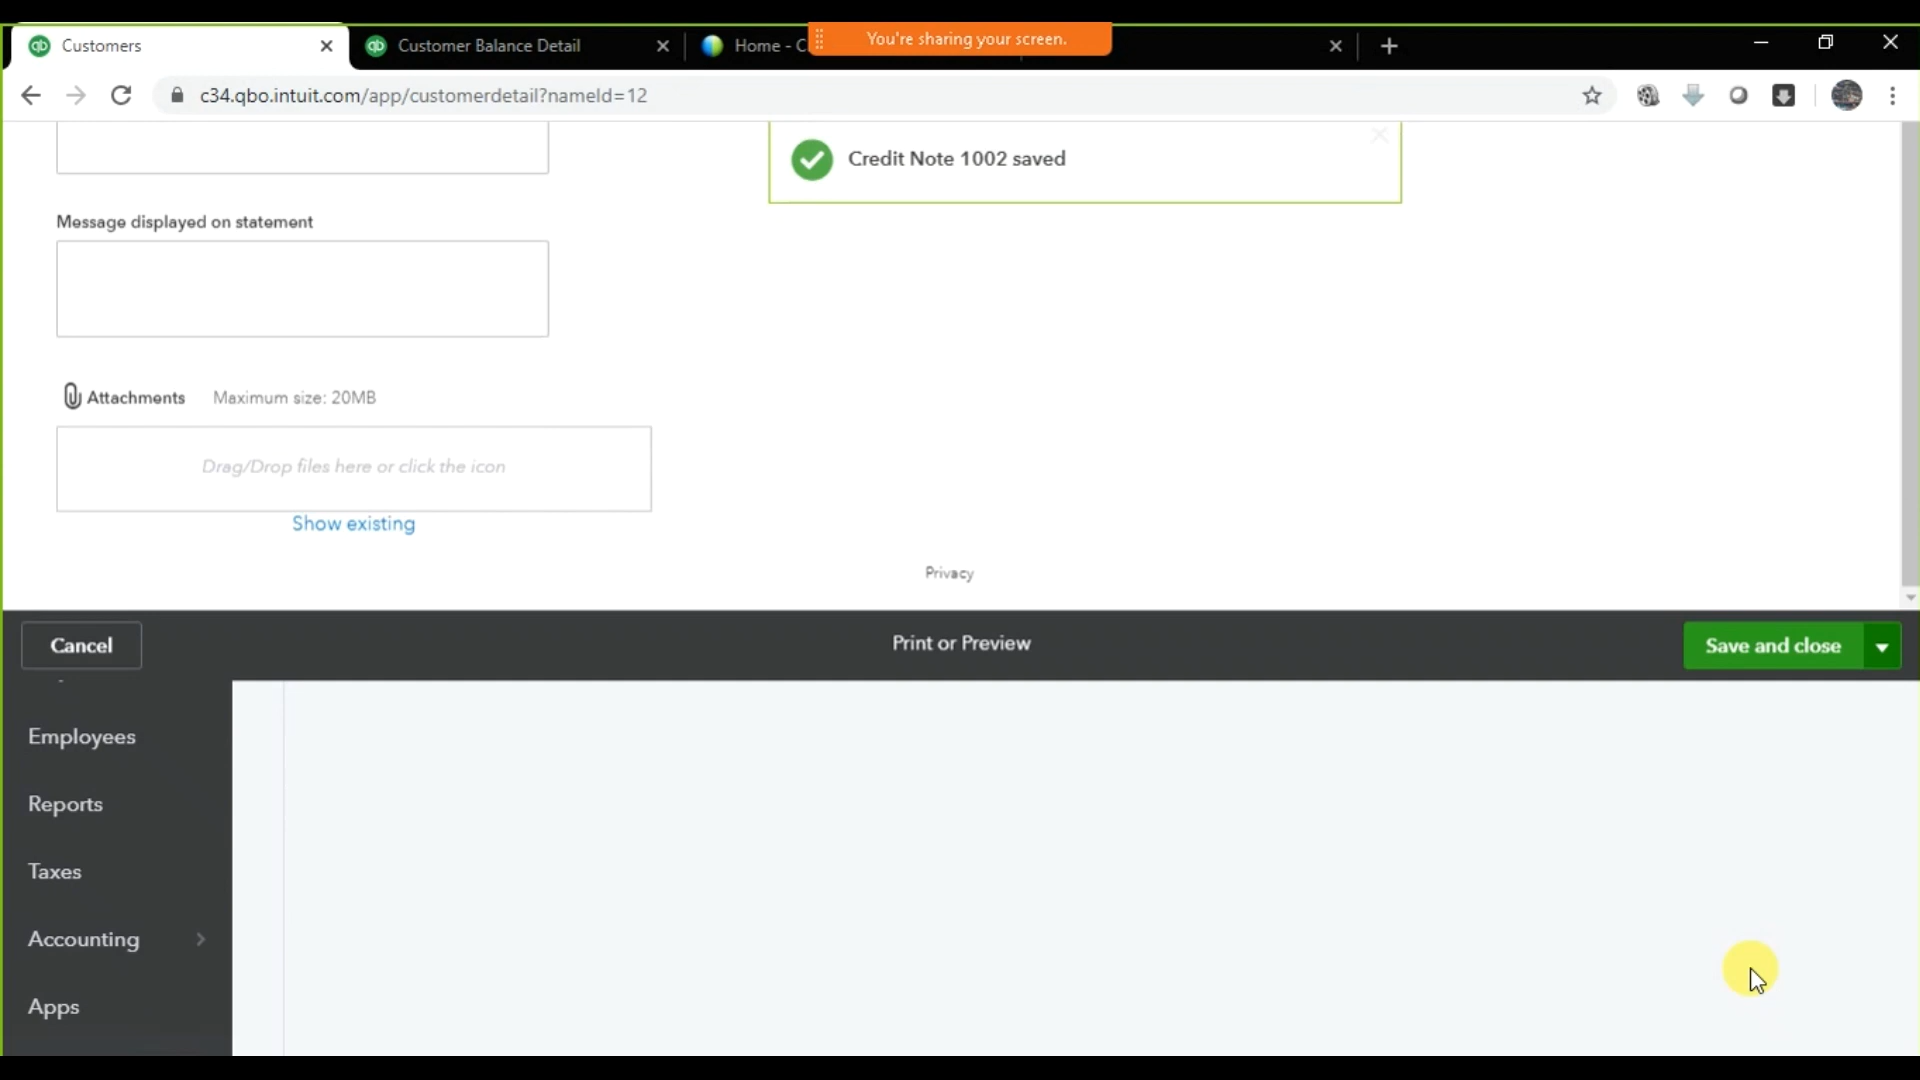 Customers
Customer Balance Detail
Home - C
You're sharing your screen.
c34.qbo.intuit.com/app/customerdetail?nameId=12
Credit Note 1002 saved
Message displayed on statement
Attachments Maximum size: 20MB
Drag/Drop files here or click the icon
Show existing
Privacy
Cancel
Print or Preview
Save and close
Employees
Reports
Taxes
Accounting
Apps